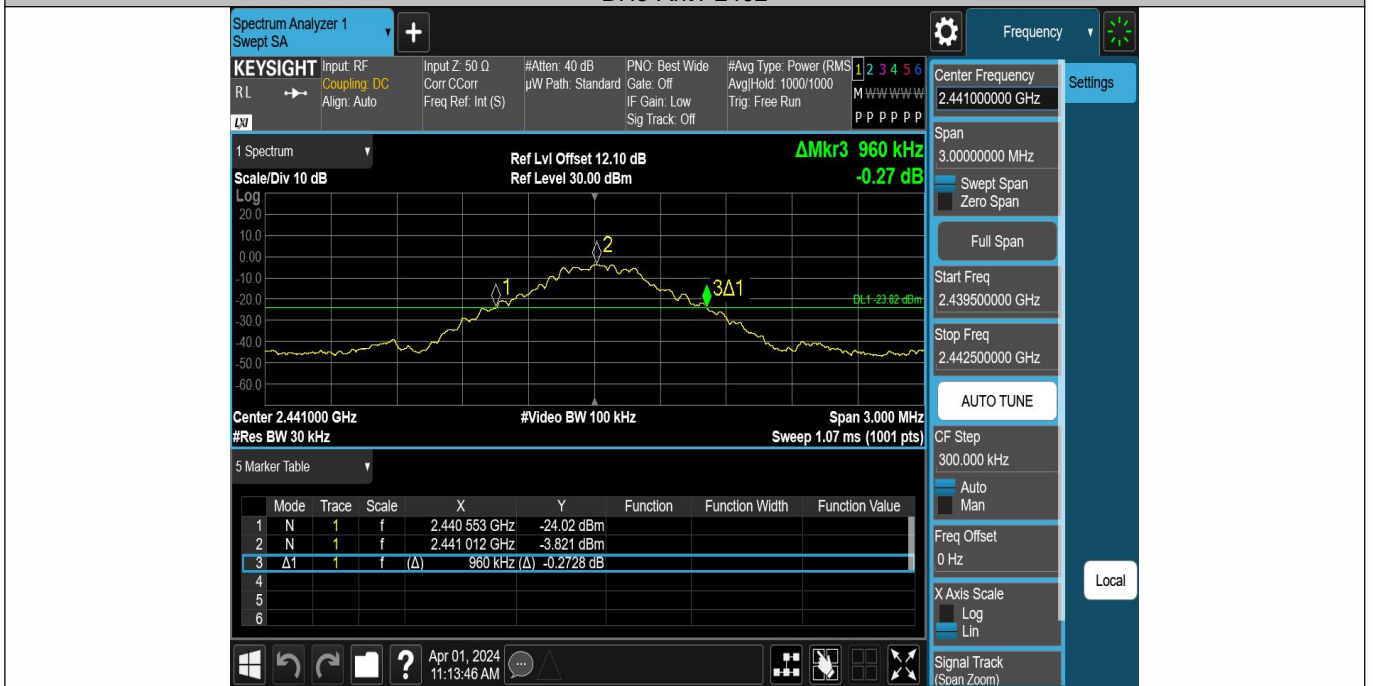 Spectrum Analyzer 1
Swept SA
+
Frequency
KEYSIGHT
RL
LXI
Input: RF
Coupling: DC
Align: Auto
Input Z: 50 Ω
Corr CCorr
Freq Ref: Int (S)
#Atten: 40 dB
µW Path: Standard
PNO: Best Wide
Gate: Off
IF Gain: Low
Sig Track: Off
#Avg Type: Power (RMS
Avg|Hold: 1000/1000
Trig: Free Run
1 2 3 4 5 6
M W W W W W
P P P P P P
1 Spectrum
Scale/Div 10 dB
Ref Lvl Offset 12.10 dB
Ref Level 30.00 dBm
ΔMkr3 960 kHz
-0.27 dB
Log
20.0
10.0
0.00
-10.0
-20.0
-30.0
-40.0
-50.0
-60.0
1
2
3Δ1
DL1 -23.82 dBm
Center 2.441000 GHz
#Video BW 100 kHz
Span 3.000 MHz
#Res BW 30 kHz
Sweep 1.07 ms (1001 pts)
5 Marker Table
Mode Trace Scale X Y Function Function Width Function Value
1 N 1 f 2.440 553 GHz -24.02 dBm
2 N 1 f 2.441 012 GHz -3.821 dBm
3 Δ1 1 f (Δ) 960 kHz (Δ) -0.2728 dB
4
5
6
?
Apr 01, 2024
11:13:46 AM
Center Frequency
2.441000000 GHz
Settings
Span
3.00000000 MHz
Swept Span
Zero Span
Full Span
Start Freq
2.439500000 GHz
Stop Freq
2.442500000 GHz
AUTO TUNE
CF Step
300.000 kHz
Auto
Man
Freq Offset
0 Hz
X Axis Scale
Log
Lin
Local
Signal Track
(Span Zoom)